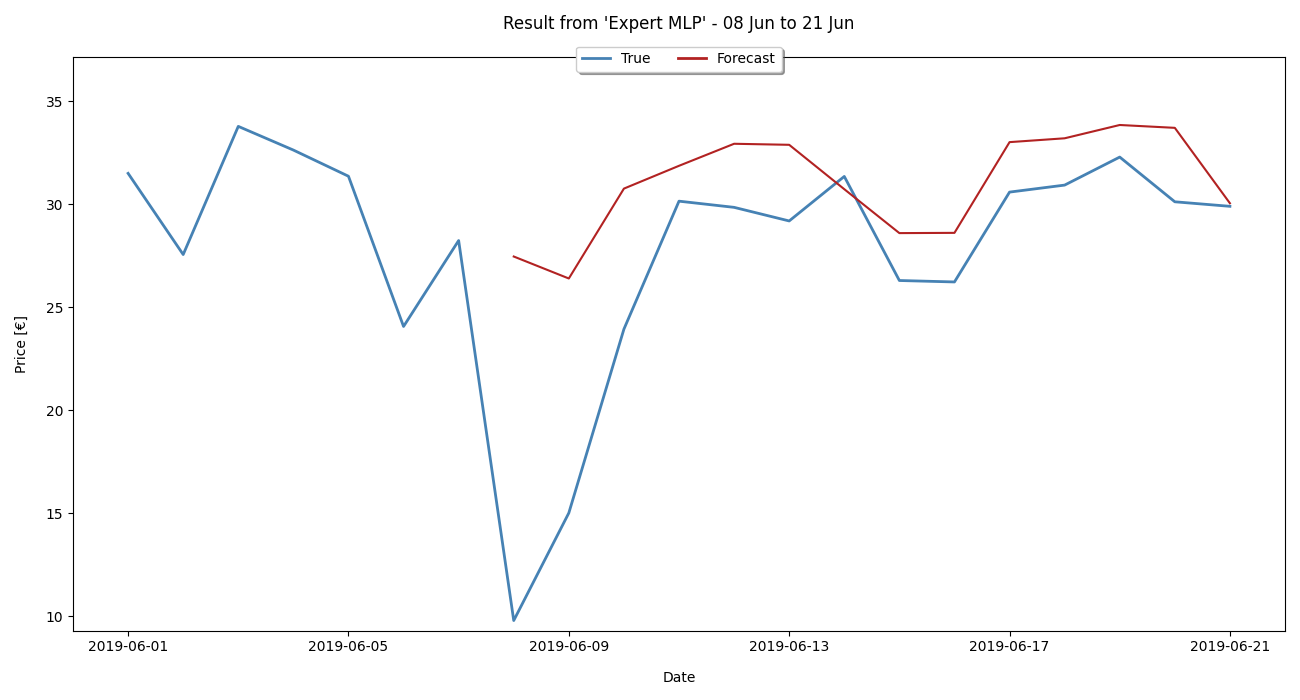 Result from 'Expert MLP' - 08 Jun to 21 Jun
True Forecast
35
30
25
20
15
10
Price [€]
2019-06-01 2019-06-05 2019-06-09 2019-06-13 2019-06-17 2019-06-21
Date